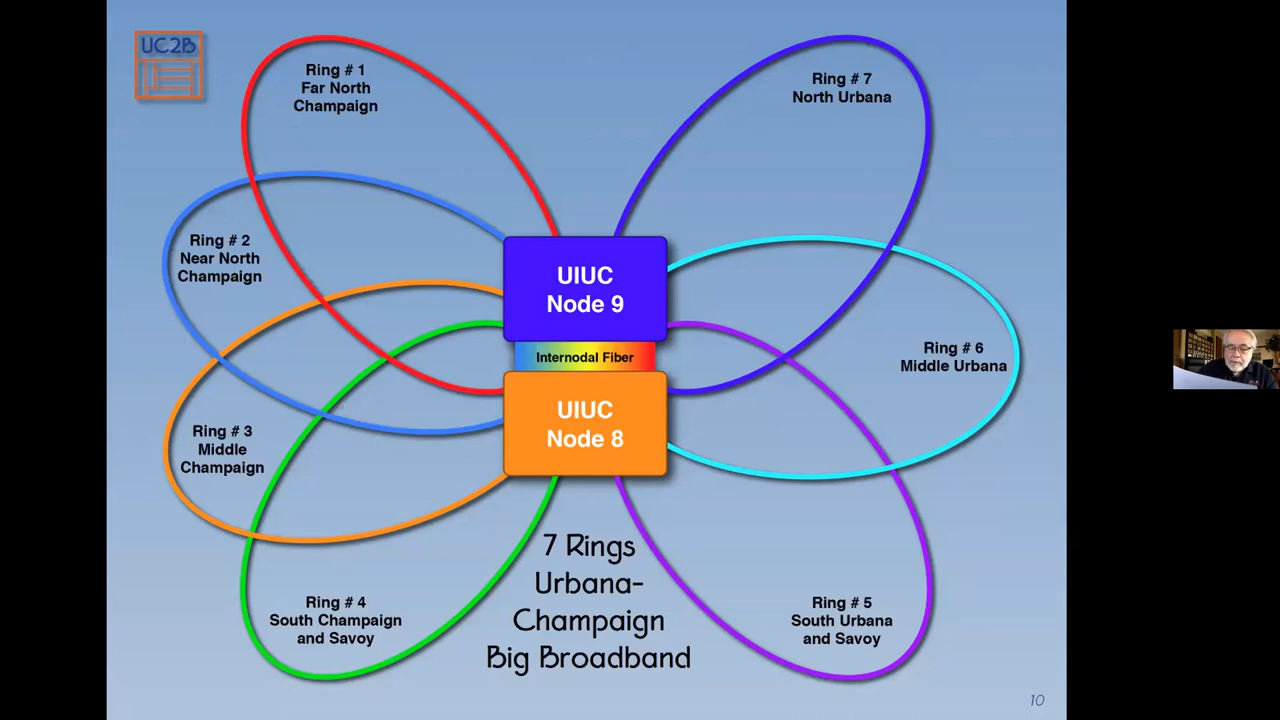 UC2B
Ring # 1
Far North
Champaign
Ring # 7
North Urbana
Ring # 2
Near North
Champaign
UIUC
Node 9
Internodal Fiber
Ring # 6
Middle Urbana
UIUC
Node 8
Ring # 3
Middle
Champaign
7 Rings
Urbana-
Champaign
Big Broadband
Ring # 4
South Champaign
and Savoy
Ring # 5
South Urbana
and Savoy
10